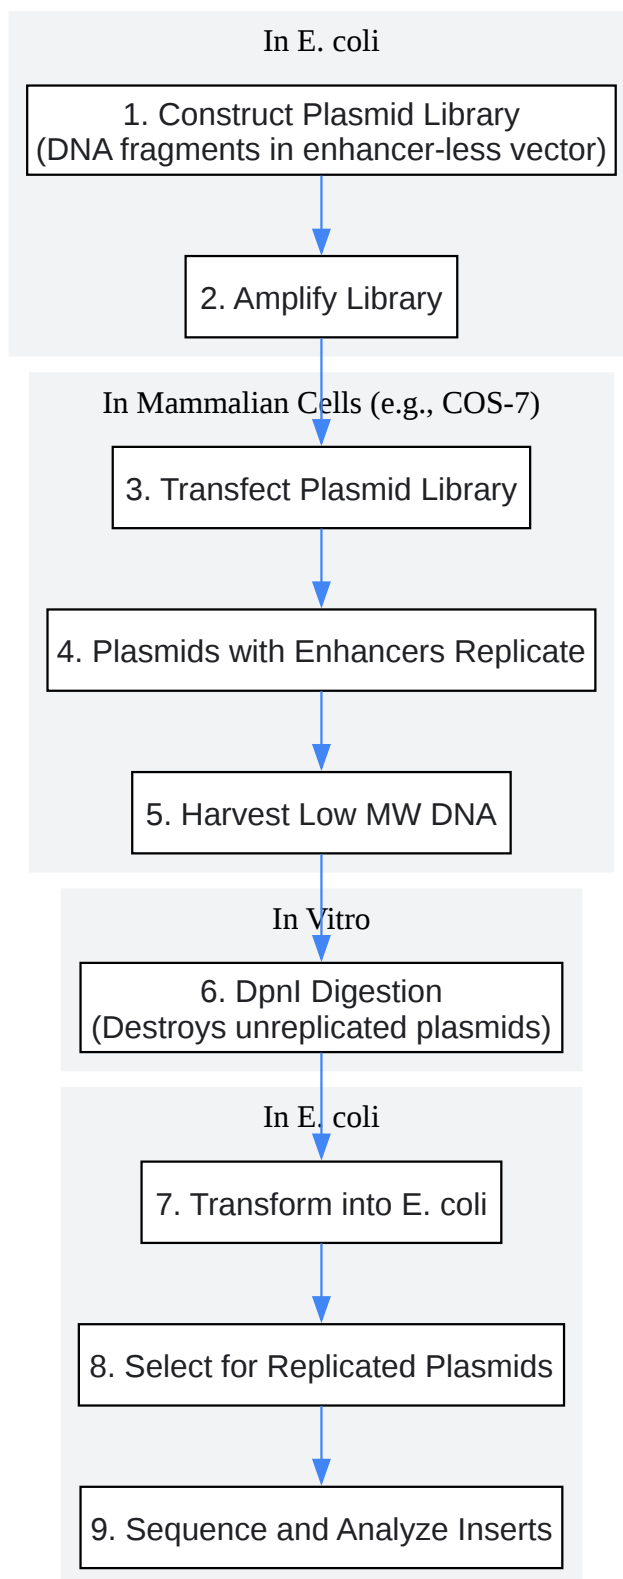 In E. coli
1. Construct Plasmid Library
(DNA fragments in enhancer-less vector)
2. Amplify Library
In Mammalian Cells (e.g., COS-7)
3. Transfect Plasmid Library
4. Plasmids with Enhancers Replicate
5. Harvest Low MW DNA
In Vitro
6. DpnI Digestion
(Destroys unreplicated plasmids)
In E. coli
7. Transform into E. coli
8. Select for Replicated Plasmids
9. Sequence and Analyze Inserts